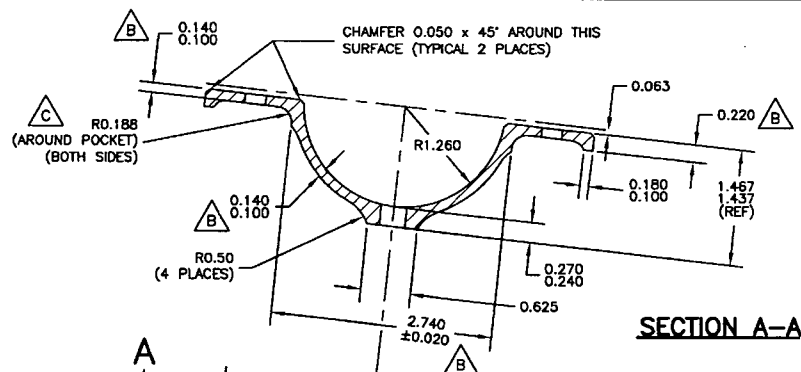 B
0.140
0.100
CHAMFER 0.050 x 45° AROUND THIS
SURFACE (TYPICAL 2 PLACES)
0.063
0.220
B
C
R0.188
(AROUND POCKET)
(BOTH SIDES)
R1.260
0.140
0.100
B
0.180
0.100
1.467
1.437
(REF)
R0.50
(4 PLACES)
0.270
0.240
0.625
2.740
±0.020
B
SECTION A-A
A